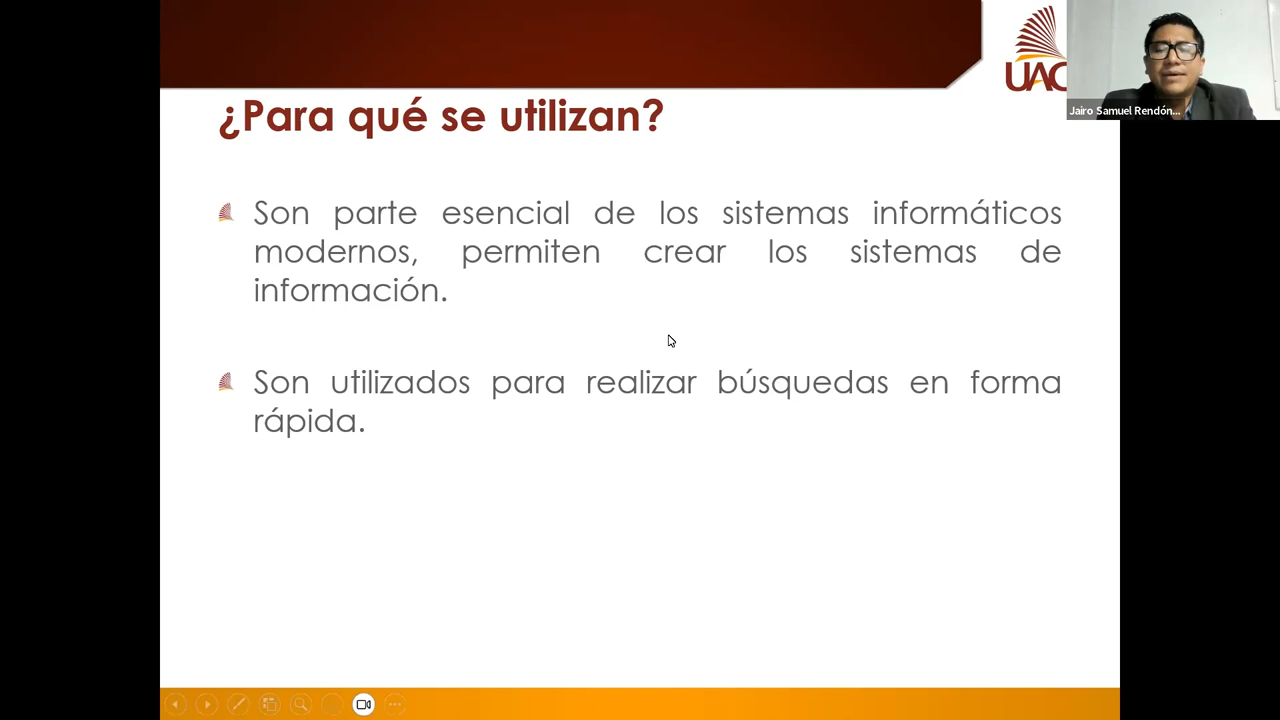 UAC
Jairo Samuel Rendón...
¿Para qué se utilizan?
Son parte esencial de los sistemas informáticos
modernos, permiten crear los sistemas de
información.
Son utilizados para realizar búsquedas en forma
rápida.